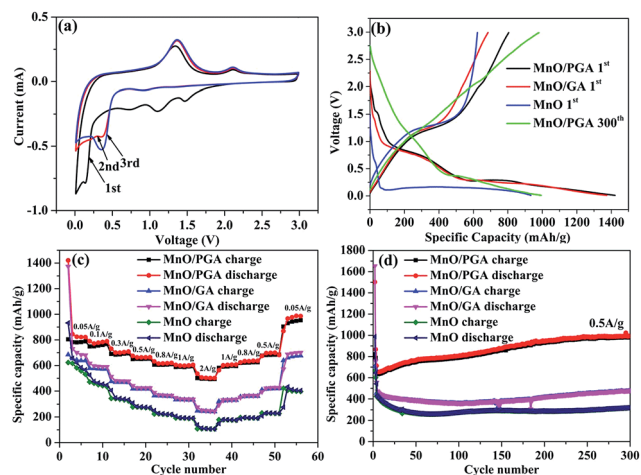 (a)
Current (mA)
0.5
0.0
-0.5
-1.0
2nd
3rd
1st
0.0 0.5 1.0 1.5 2.0 2.5 3.0
Voltage (V)
(b)
Voltage (V)
3.0
2.5
2.0
1.5
1.0
0.5
0.0
MnO/PGA 1st
MnO/GA 1st
MnO 1st
MnO/PGA 300th
0 200 400 600 800 1000 1200 1400
Specific Capacity (mAh/g)
(c)
Specific capacity (mAh/g)
1400
1200
1000
800
600
400
200
0
MnO/PGA charge
MnO/PGA discharge
MnO/GA charge
MnO/GA discharge
MnO charge
MnO discharge
0.05A/g
0.1A/g
0.3A/g
0.5A/g
0.8A/g
1A/g
2A/g
1A/g
0.8A/g
0.5A/g
0.05A/g
0 10 20 30 40 50 60
Cycle number
(d)
Specific capacity (mAh/g)
2000
1800
1600
1400
1200
1000
800
600
400
200
0
MnO/PGA charge
MnO/PGA discharge
MnO/GA charge
MnO/GA discharge
MnO charge
MnO discharge
0.5A/g
0 50 100 150 200 250 300
Cycle number